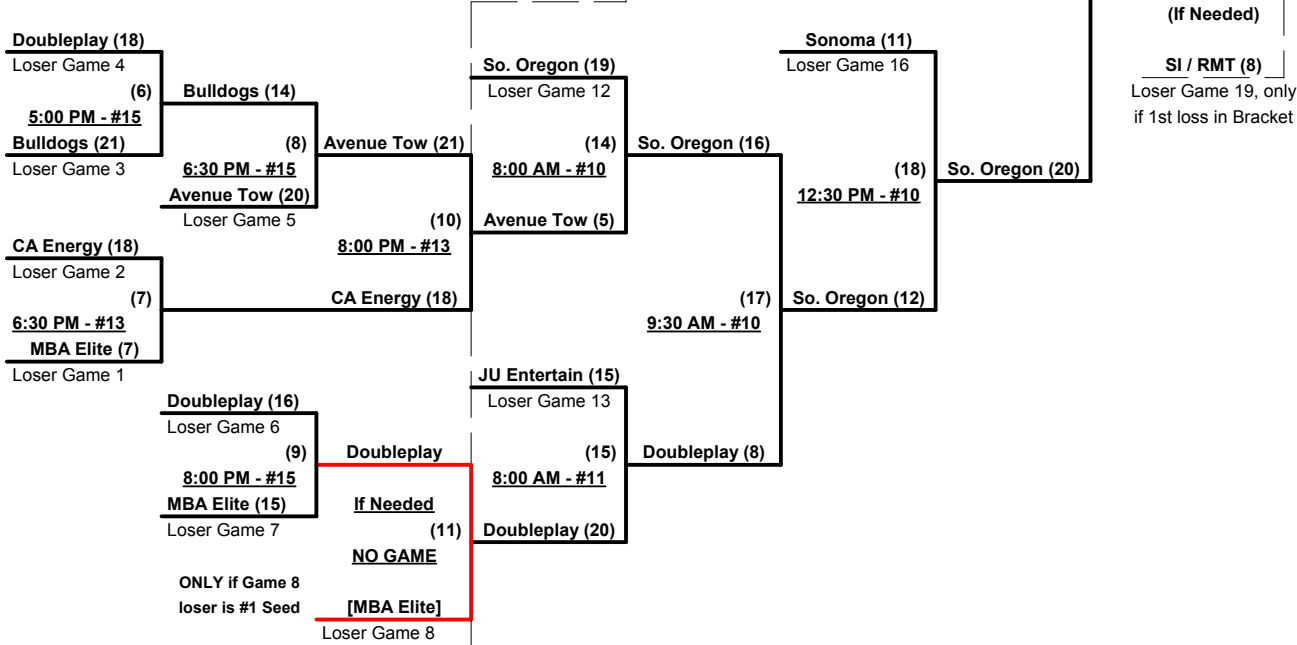 (If Needed)
Doubleplay (18)
Sonoma (11)
Loser Game 4
Loser Game 16
So. Oregon (19)
SI / RMT (8)
(6)
Bulldogs (14)
Loser Game 12
Loser Game 19, only
5:00 PM - #15
if 1st loss in Bracket
Bulldogs (21)
(8)
Avenue Tow (21)
(14)
So. Oregon (16)
Loser Game 3
6:30 PM - #15
8:00 AM - #10
(18)
So. Oregon (20)
Avenue Tow (20)
12:30 PM - #10
Loser Game 5
(10)
Avenue Tow (5)
CA Energy (18)
8:00 PM - #13
Loser Game 2
(7)
CA Energy (18)
(17)
So. Oregon (12)
6:30 PM - #13
9:30 AM - #10
MBA Elite (7)
Loser Game 1
JU Entertain (15)
Doubleplay (16)
Loser Game 13
Loser Game 6
(9)
Doubleplay
(15)
Doubleplay (8)
8:00 PM - #15
8:00 AM - #11
MBA Elite (15)
If Needed
Loser Game 7
(11)
Doubleplay (20)
NO GAME
ONLY if Game 8
loser is #1 Seed
[MBA Elite]
Loser Game 8